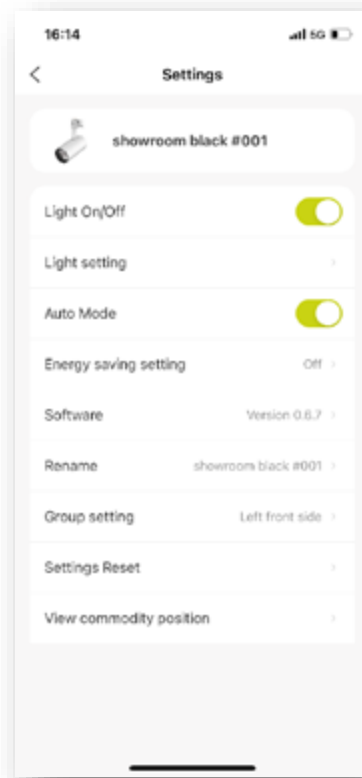 16:14 5G
Settings
showroom black #001
Light On/Off
Light setting
Auto Mode
Energy saving setting Off
Software Version 0.6.7
Rename showroom black #001
Group setting Left front side
Settings Reset
View commodity position